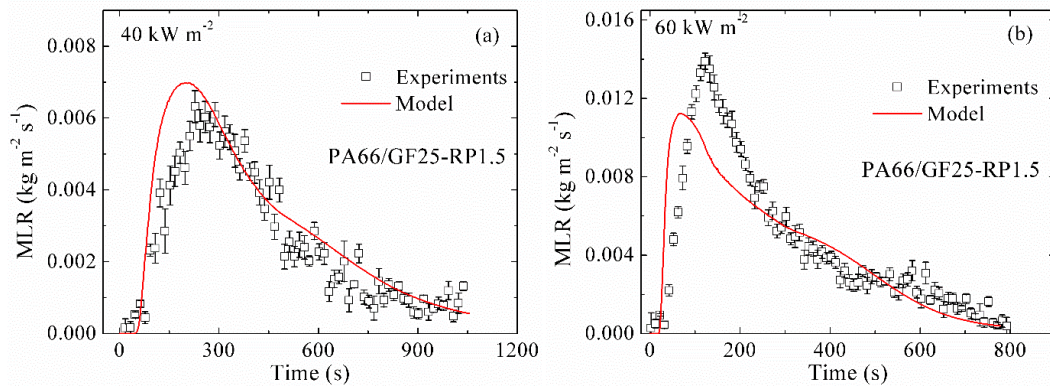 40 kW m-2
(a)
Experiments
Model
PA66/GF25-RP1.5
MLR (kg m-2 s-1)
0.008
0.006
0.004
0.002
0.000
0 300 600 900 1200
Time (s)
60 kW m-2
(b)
Experiments
Model
PA66/GF25-RP1.5
MLR (kg m-2 s-1)
0.016
0.012
0.008
0.004
0.000
0 200 400 600 800
Time (s)